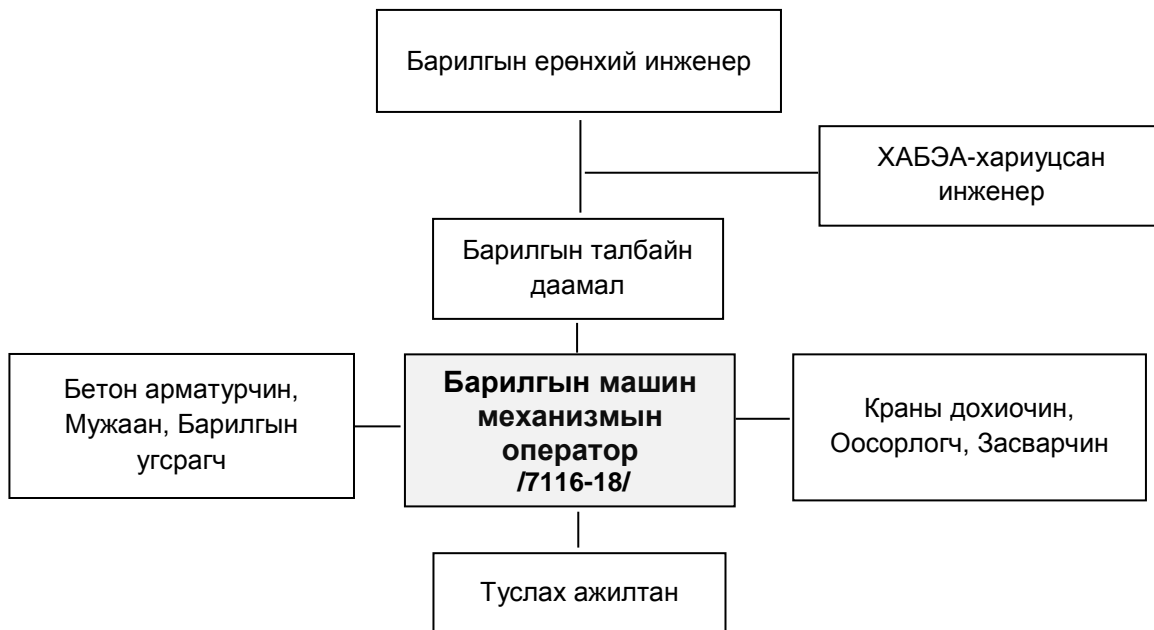 Барилгын ерөнхий инженер
ХАБЭА-хариуцсан
инженер
Барилгын талбайн
даамал
Бетон арматурчин,
Мужаан, Барилгын
угсрагч
Барилгын машин
механизмын
оператор
/7116-18/
Краны дохиочин,
Оосорлогч, Засварчин
Туслах ажилтан